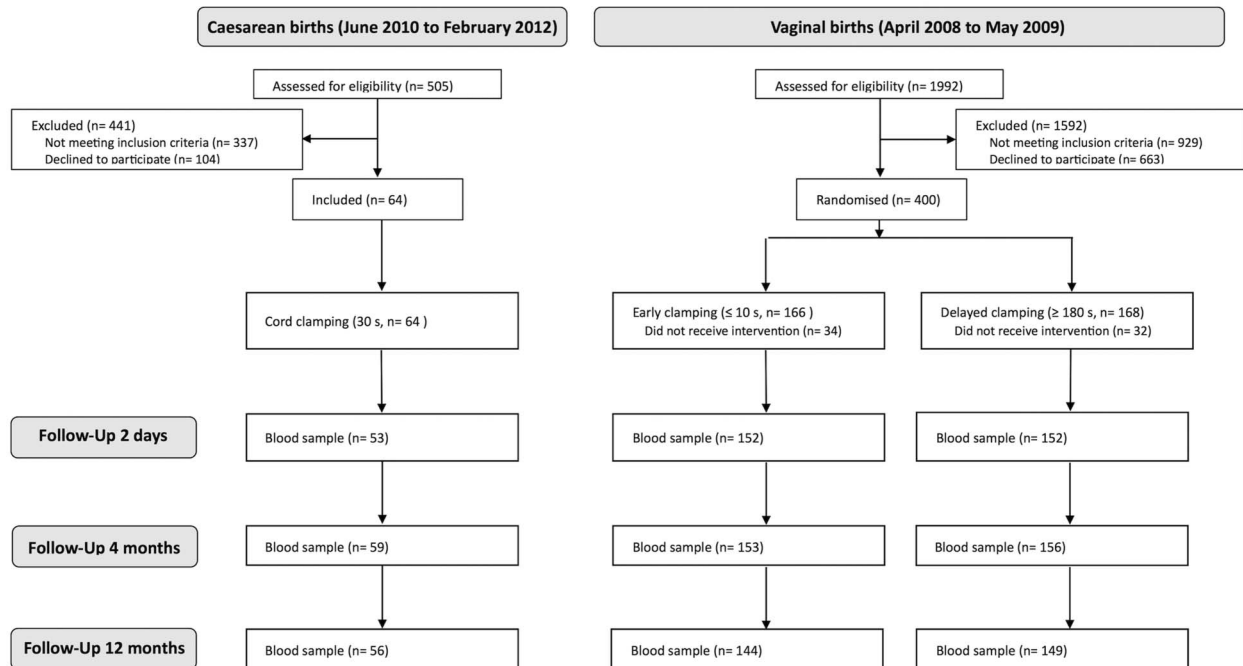 Caesarean births (June 2010 to February 2012)
Vaginal births (April 2008 to May 2009)
Assessed for eligibility (n= 505)
Assessed for eligibility (n= 1992)
Excluded (n= 441)
Not meeting inclusion criteria (n= 337)
Declined to participate (n= 104)
Excluded (n= 1592)
Not meeting inclusion criteria (n= 929)
Declined to participate (n= 663)
Included (n= 64)
Randomised (n= 400)
Cord clamping (30 s, n= 64 )
Early clamping (≤ 10 s, n= 166 )
Did not receive intervention (n= 34)
Delayed clamping (≥ 180 s, n= 168)
Did not receive intervention (n= 32)
Follow-Up 2 days
Blood sample (n= 53)
Blood sample (n= 152)
Blood sample (n= 152)
Follow-Up 4 months
Blood sample (n= 59)
Blood sample (n= 153)
Blood sample (n= 156)
Follow-Up 12 months
Blood sample (n= 56)
Blood sample (n= 144)
Blood sample (n= 149)